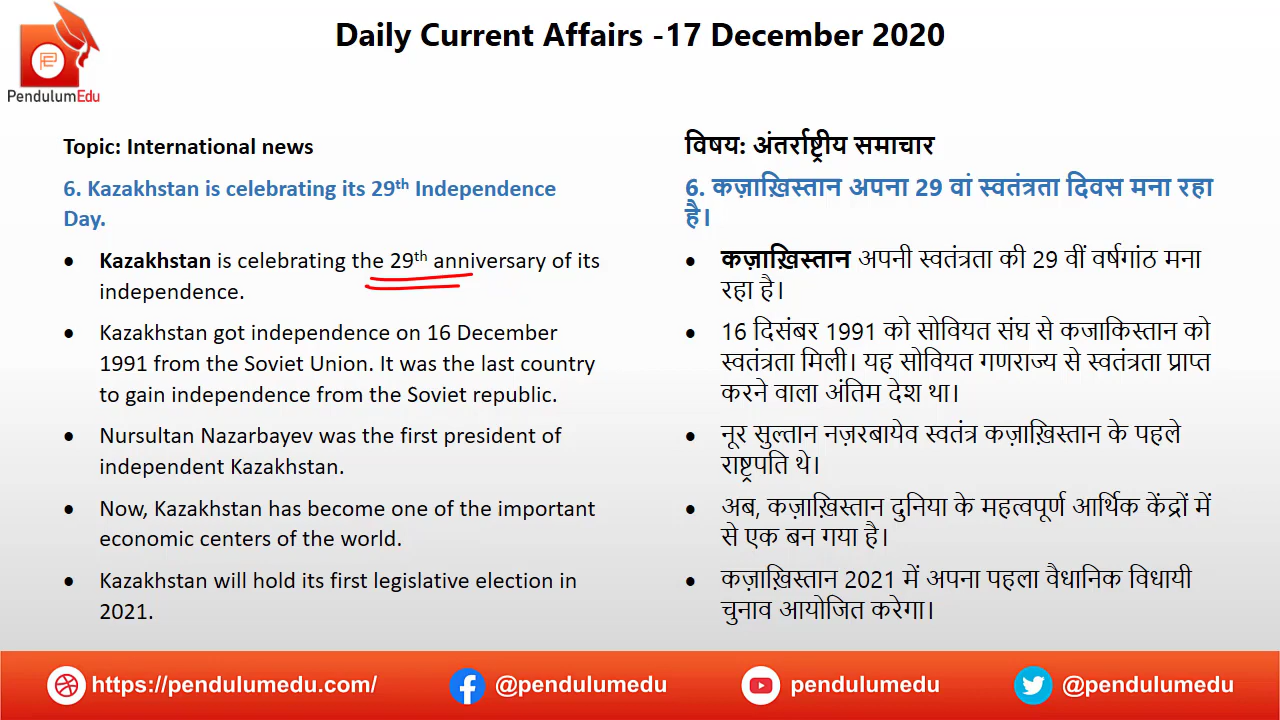 Daily Current Affairs -17 December 2020
PendulumEdu
Topic: International news
6. Kazakhstan is celebrating its 29th Independence
Day.
• Kazakhstan is celebrating the 29th anniversary of its
independence.
• Kazakhstan got independence on 16 December
1991 from the Soviet Union. It was the last country
to gain independence from the Soviet republic.
• Nursultan Nazarbayev was the first president of
independent Kazakhstan.
• Now, Kazakhstan has become one of the important
economic centers of the world.
• Kazakhstan will hold its first legislative election in
2021.
विषय: अंतर्राष्ट्रीय समाचार
6. कज़ाख़िस्तान अपना 29 वां स्वतंत्रता दिवस मना रहा
है।
• कज़ाख़िस्तान अपनी स्वतंत्रता की 29 वीं वर्षगांठ मना
रहा है।
• 16 दिसंबर 1991 को सोवियत संघ से कजाकिस्तान को
स्वतंत्रता मिली। यह सोवियत गणराज्य से स्वतंत्रता प्राप्त
करने वाला अंतिम देश था।
• नूर सुल्तान नज़रबायेव स्वतंत्र कज़ाख़िस्तान के पहले
राष्ट्रपति थे।
• अब, कज़ाख़िस्तान दुनिया के महत्वपूर्ण आर्थिक केंद्रों में
से एक बन गया है।
• कज़ाख़िस्तान 2021 में अपना पहला वैधानिक विधायी
चुनाव आयोजित करेगा।
https://pendulumedu.com/
@pendulumedu
pendulumedu
@pendulumedu